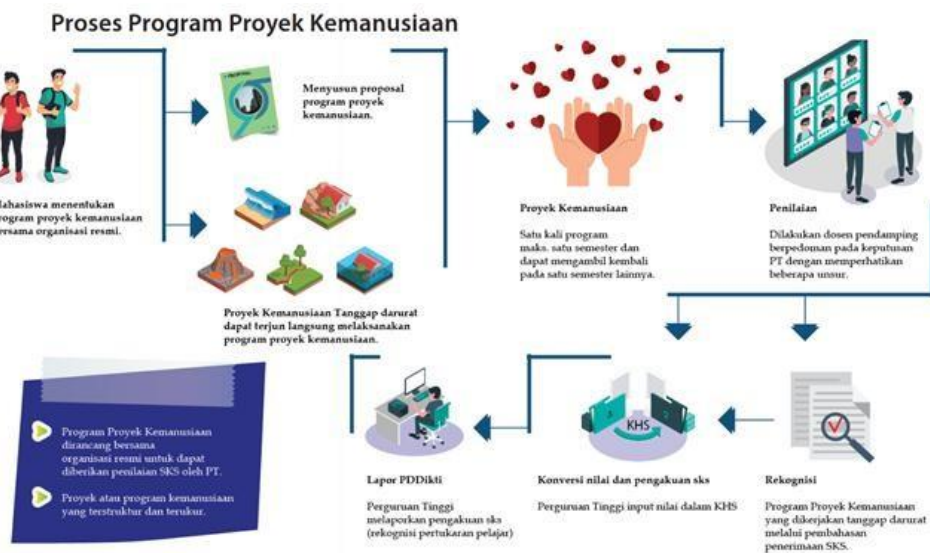 Proses Program Proyek Kemanusiaan
Mahasiswa menentukan
program proyek kemanusiaan
bersama organisasi resmi.
PROPOSAL
Menyusun proposal
program proyek
kemanusiaan.
Proyek Kemanusiaan Tanggap darurat
dapat terjun langsung melaksanakan
program proyek kemanusiaan.
Proyek Kemanusiaan
Satu kali program
maks. satu semester dan
dapat mengambil kembali
pada satu semester lainnya.
Penilaian
Dilakukan dosen pendamping
berpedoman pada keputusan
PT dengan memperhatikan
beberapa unsur.
Rekognisi
Program Proyek Kemanusiaan
yang dikerjakan tanggap darurat
melalui pembahasan
penerimaan SKS.
KHS
Konversi nilai dan pengakuan sks
Perguruan Tinggi input nilai dalam KHS
Lapor PDDikti
Perguruan Tinggi
melaporkan pengakuan sks
(rekognisi pertukaran pelajar)
Program Proyek Kemanusiaan
dirancang bersama
organisasi resmi untuk dapat
diberikan penilaian SKS oleh PT.
Proyek atau program kemanusiaan
yang terstruktur dan terukur.